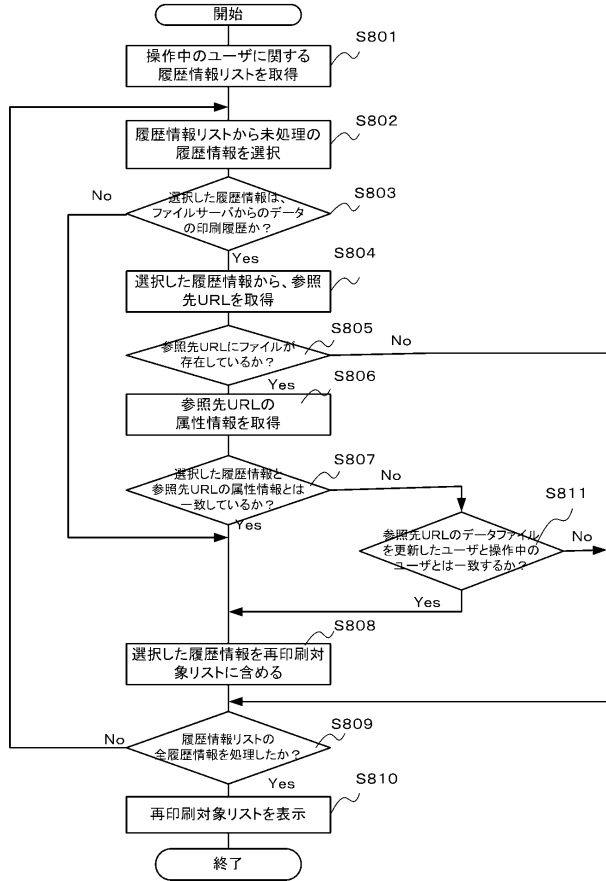 開始
S801
操作中のユーザに関する
履歴情報リストを取得
S802
履歴情報リストから未処理の
履歴情報を選択
No
S803
選択した履歴情報は、
ファイルサーバからのデータ
の印刷履歴か？
Yes
S804
選択した履歴情報から、参照
先URLを取得
S805
参照先URLにファイルが
存在しているか？
No
Yes
S806
参照先URLの
属性情報を取得
S807
選択した履歴情報と
参照先URLの属性情報とは
一致しているか？
No
Yes
S811
参照先URLのデータファイル
を更新したユーザと操作中の
ユーザとは一致するか？
No
Yes
S808
選択した履歴情報を再印刷対
象リストに含める
S809
履歴情報リストの
全履歴情報を処理したか？
No
Yes
S810
再印刷対象リストを表示
終了